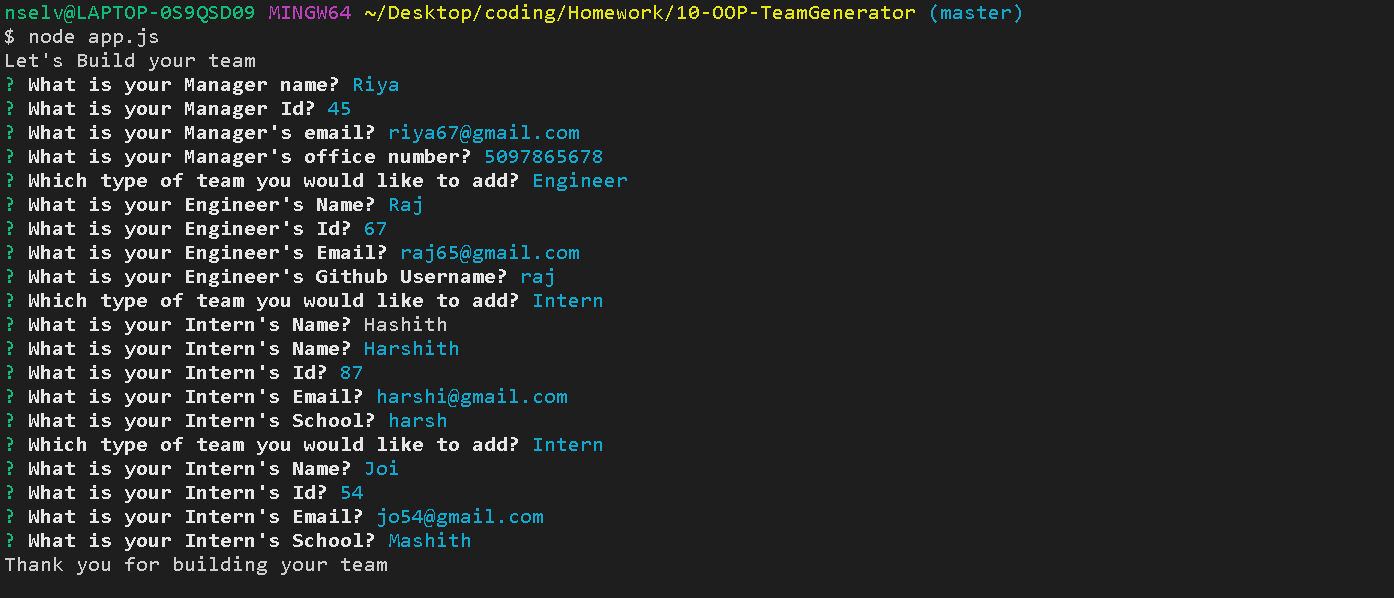 nselv@LAPTOP-0S9QSD09 MINGW64 ~/Desktop/coding/Homework/10-OOP-TeamGenerator (master)
$ node app.js
Let's Build your team
? What is your Manager name? Riya
? What is your Manager Id? 45
? What is your Manager's email? riya67@gmail.com
? What is your Manager's office number? 5097865678
? Which type of team you would like to add? Engineer
? What is your Engineer's Name? Raj
? What is your Engineer's Id? 67
? What is your Engineer's Email? raj65@gmail.com
? What is your Engineer's Github Username? raj
? Which type of team you would like to add? Intern
? What is your Intern's Name? Hashith
? What is your Intern's Name? Harshith
? What is your Intern's Id? 87
? What is your Intern's Email? harshi@gmail.com
? What is your Intern's School? harsh
? Which type of team you would like to add? Intern
? What is your Intern's Name? Joi
? What is your Intern's Id? 54
? What is your Intern's Email? jo54@gmail.com
? What is your Intern's School? Mashith
Thank you for building your team